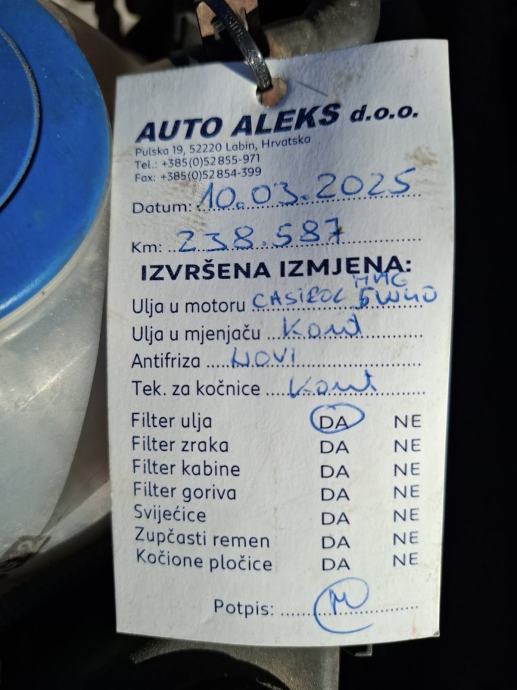 AUTO ALEKS d.o.o.
Pulska 19, 52220 Labin, Hrvatska
Tel.: +385(0)52 855-971
Fax: +385(0)52 854-399
Datum: 10.03.2025
Km: 238.587
IZVRŠENA IZMJENA:
Ulja u motoru CASTROL 5W40
Ulja u mjenjaču Kont
Antifriza NOVI
Tek. za kočnice Kont
Filter ulja DA NE
Filter zraka DA NE
Filter kabine DA NE
Filter goriva DA NE
Svijećice DA NE
Zupčasti remen DA NE
Kočione pločice DA NE
Potpis: